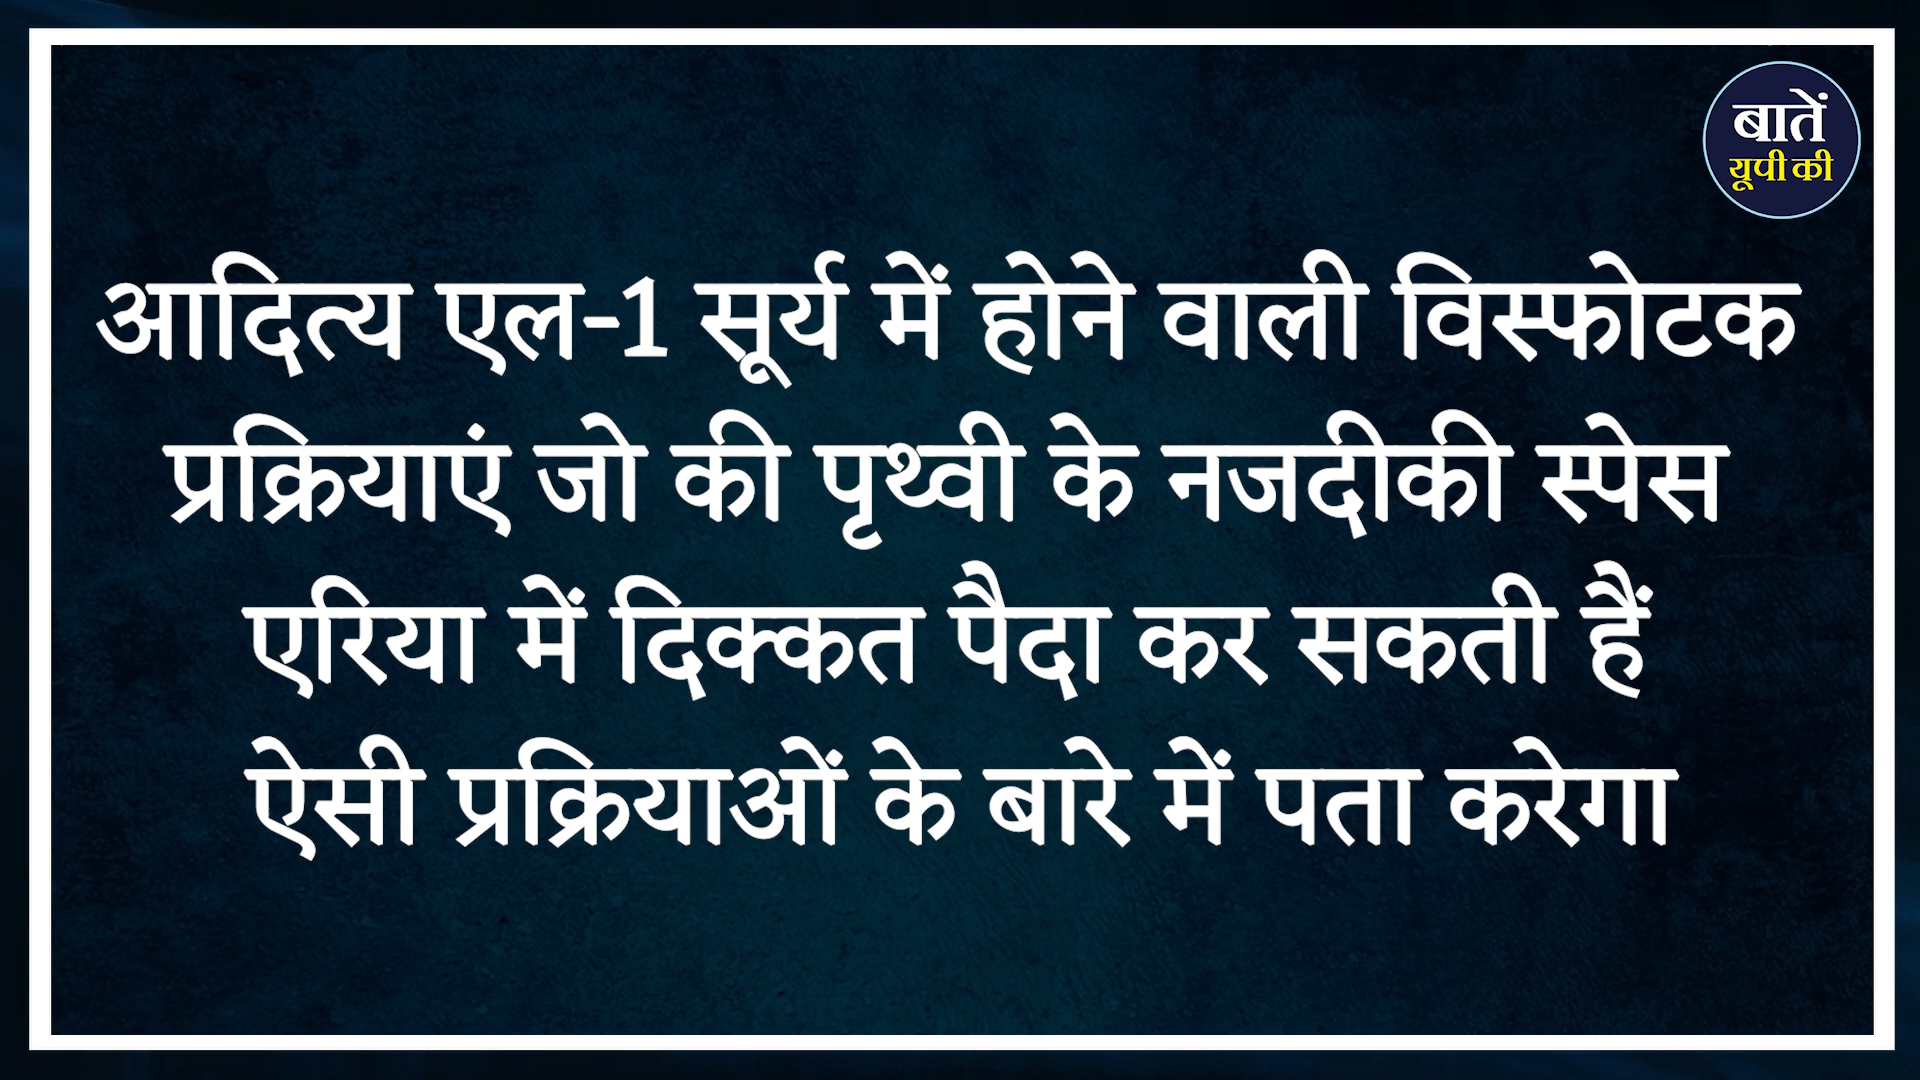 बातें
यूपी की
आदित्य एल-1 सूर्य में होने वाली विस्फोटक
प्रक्रियाएं जो की पृथ्वी के नजदीकी स्पेस
एरिया में दिक्कत पैदा कर सकती हैं
ऐसी प्रक्रियाओं के बारे में पता करेगा